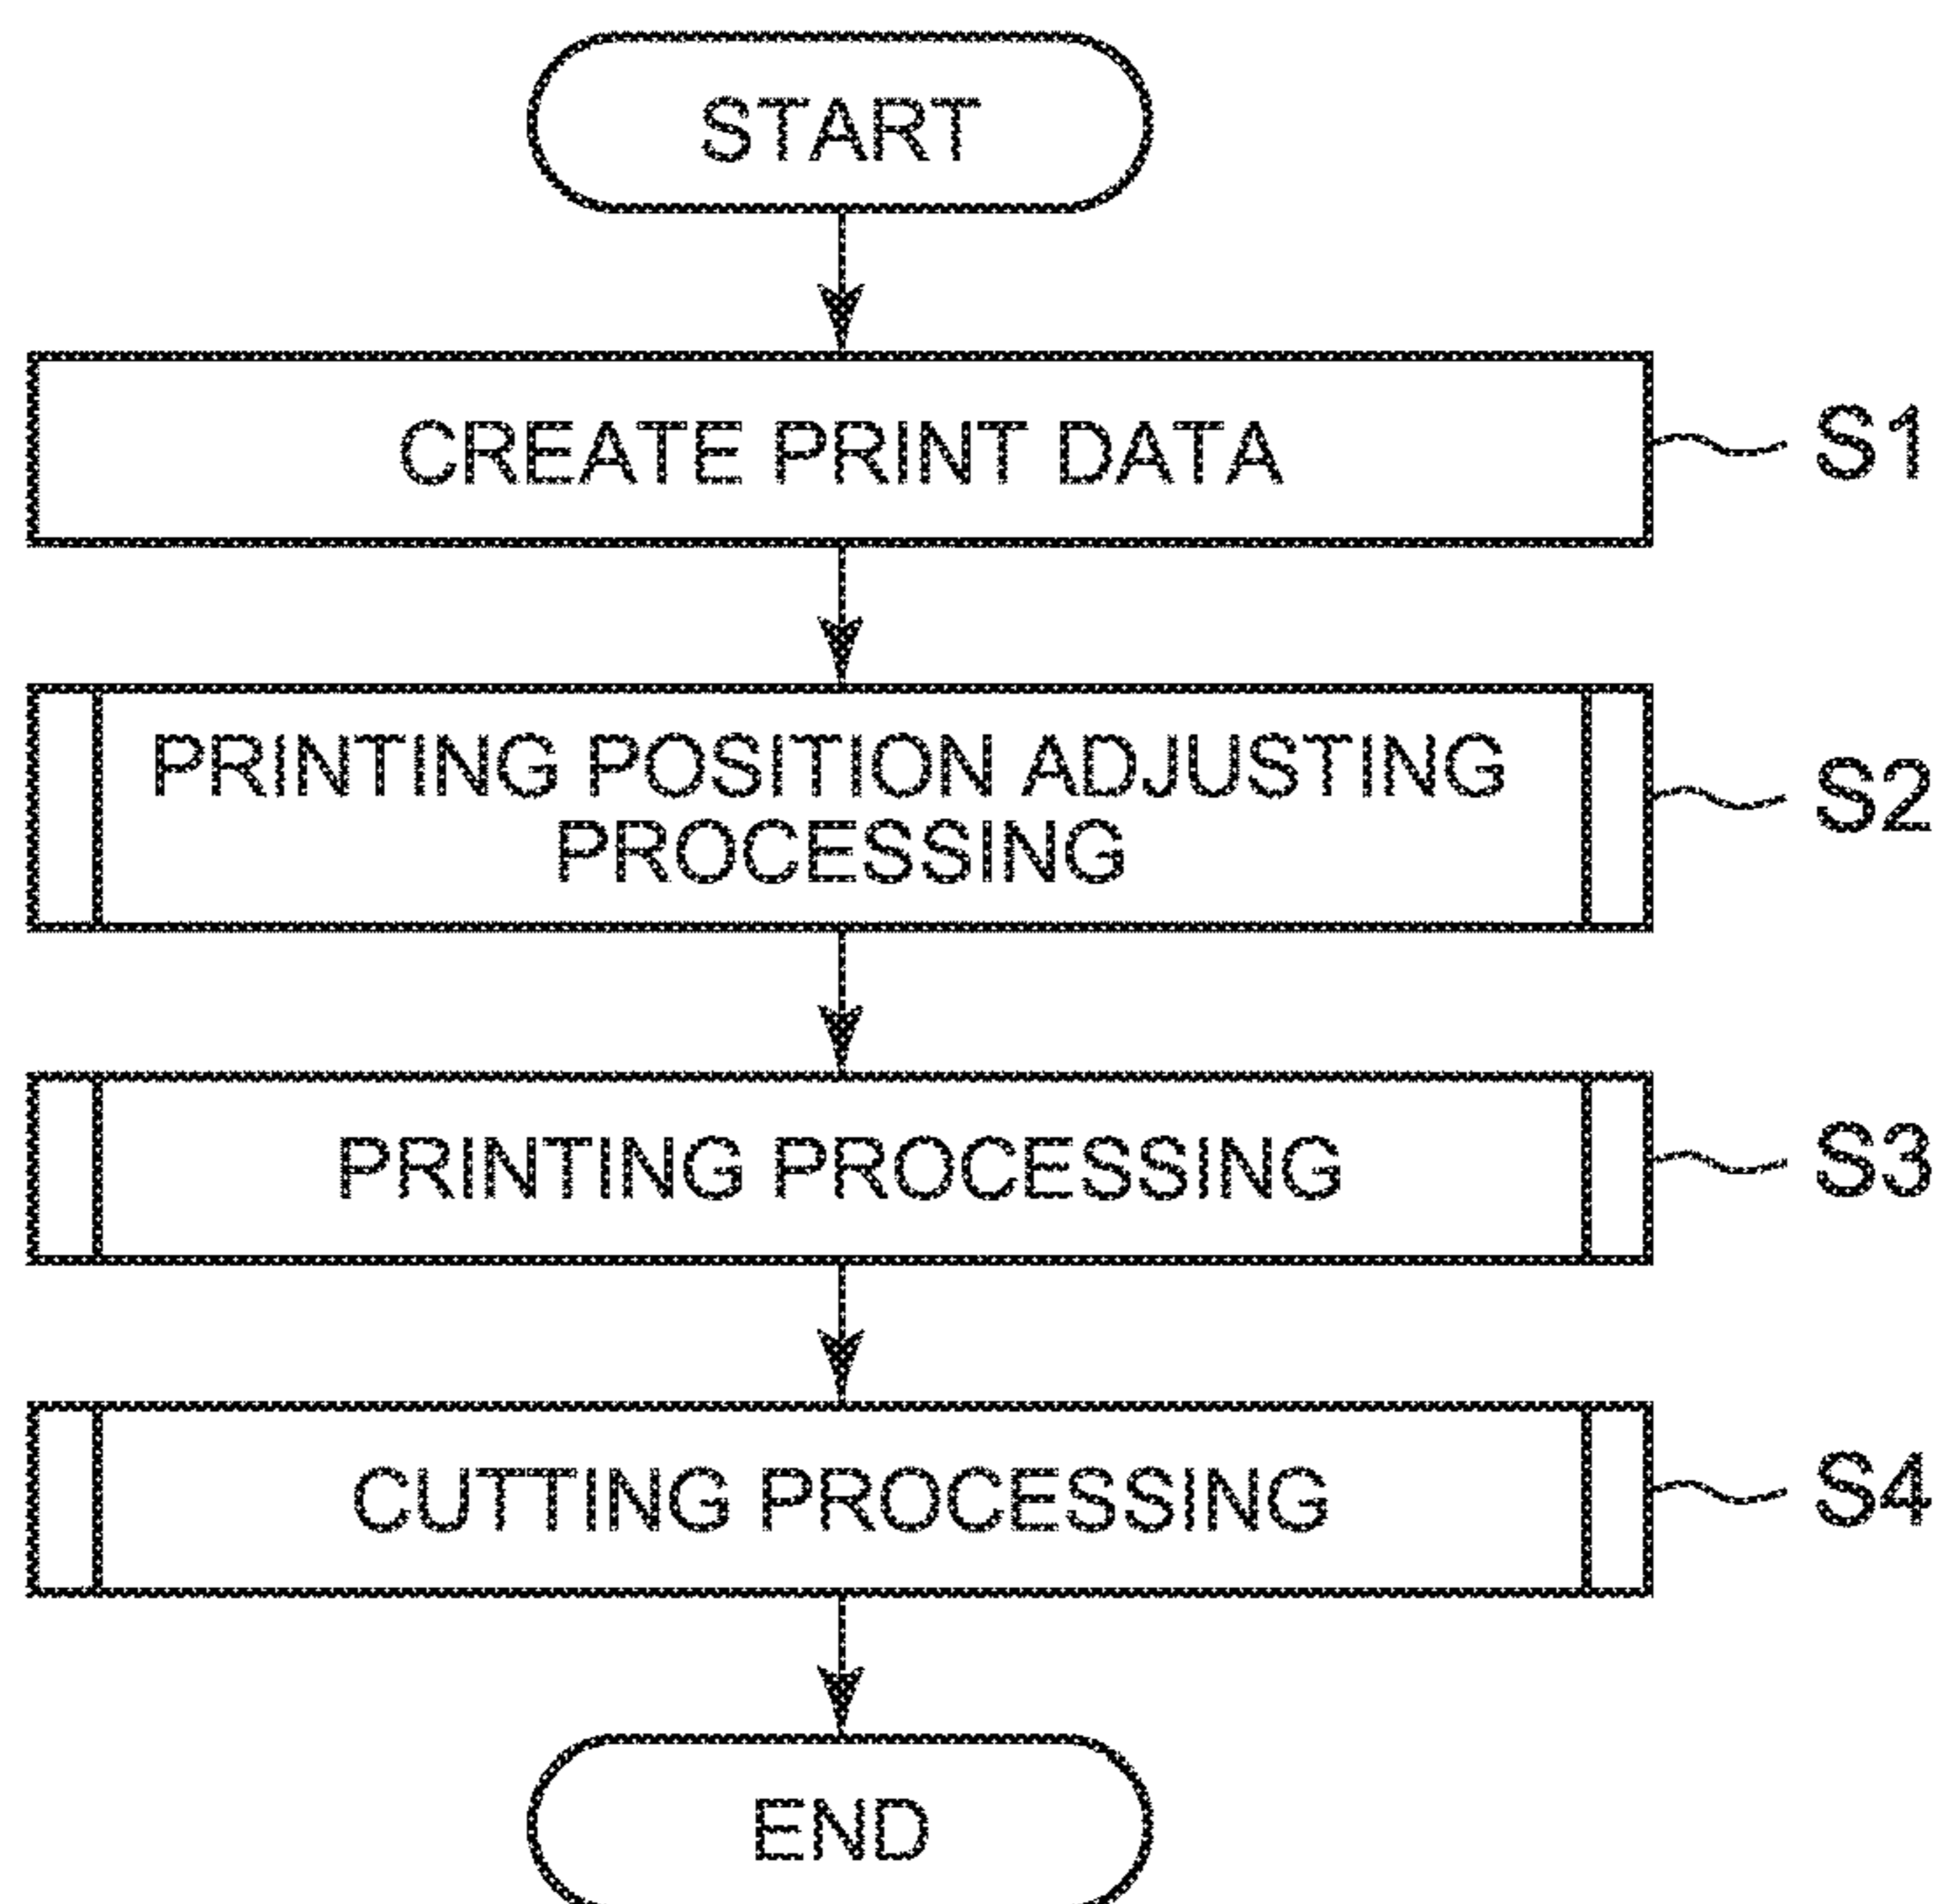 START
CREATE PRINT DATA
S1
PRINTING POSITION ADJUSTING
PROCESSING
S2
PRINTING PROCESSING
S3
CUTTING PROCESSING
S4
END